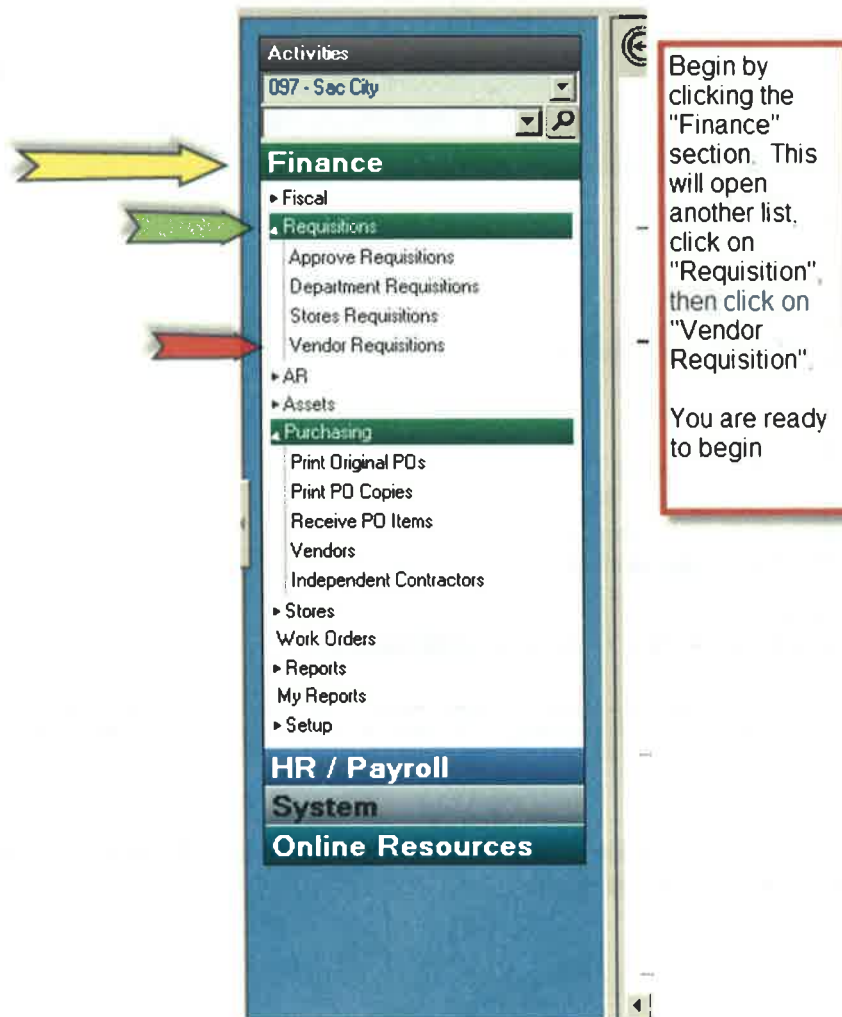 Activities
097 - Sac City
Finance
Fiscal
Requisitions
Approve Requisitions
Department Requisitions
Stores Requisitions
Vendor Requisitions
AR
Assets
Purchasing
Print Original POs
Print PO Copies
Receive PO Items
Vendors
Independent Contractors
Stores
Work Orders
Reports
My Reports
Setup
HR / Payroll
System
Online Resources
Begin by
clicking the
"Finance"
section. This
will open
another list,
click on
"Requisition",
then click on
"Vendor
Requisition".
You are ready
to begin